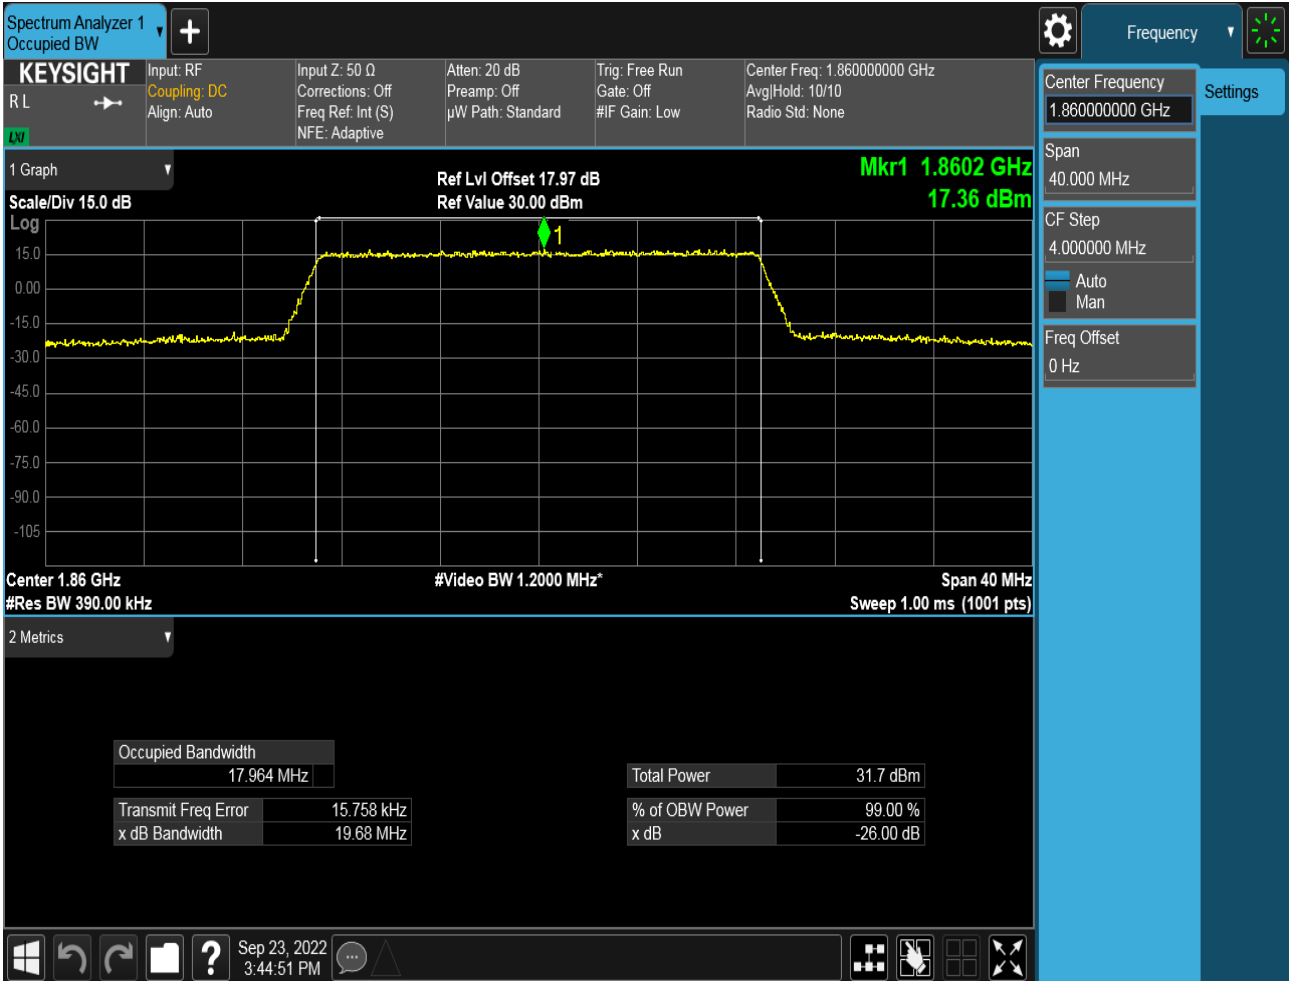 Spectrum Analyzer 1
Occupied BW
Frequency
KEYSIGHT
R L
LXI
Input: RF
Coupling: DC
Align: Auto
Input Z: 50 Ω
Corrections: Off
Freq Ref: Int (S)
NFE: Adaptive
Atten: 20 dB
Preamp: Off
µW Path: Standard
Trig: Free Run
Gate: Off
#IF Gain: Low
Center Freq: 1.860000000 GHz
Avg|Hold: 10/10
Radio Std: None
Center Frequency
1.860000000 GHz
Settings
Span
40.000 MHz
CF Step
4.000000 MHz
Auto
Man
Freq Offset
0 Hz
1 Graph
Scale/Div 15.0 dB
Log
Ref Lvl Offset 17.97 dB
Ref Value 30.00 dBm
Mkr1 1.8602 GHz
17.36 dBm
1
15.0
0.00
-15.0
-30.0
-45.0
-60.0
-75.0
-90.0
-105
Center 1.86 GHz
#Video BW 1.2000 MHz*
Span 40 MHz
#Res BW 390.00 kHz
Sweep 1.00 ms (1001 pts)
2 Metrics
Occupied Bandwidth
17.964 MHz
Total Power 31.7 dBm
Transmit Freq Error 15.758 kHz
% of OBW Power 99.00 %
x dB Bandwidth 19.68 MHz
x dB -26.00 dB
?
Sep 23, 2022
3:44:51 PM